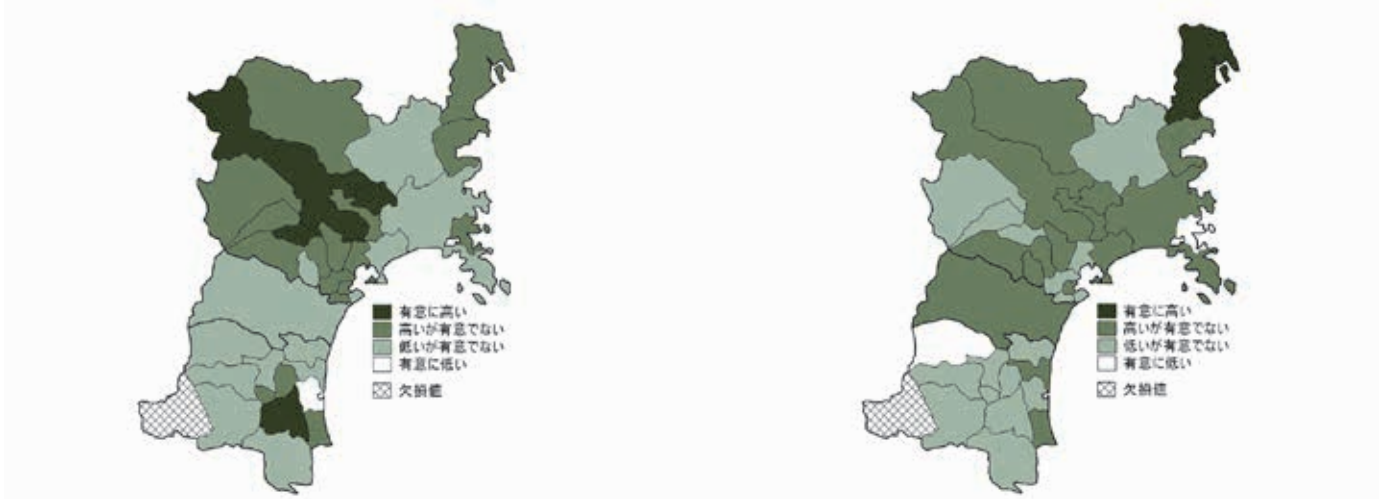 有意に高い
高いが有意でない
低いが有意でない
有意に低い
欠損値
有意に高い
高いが有意でない
低いが有意でない
有意に低い
欠損値